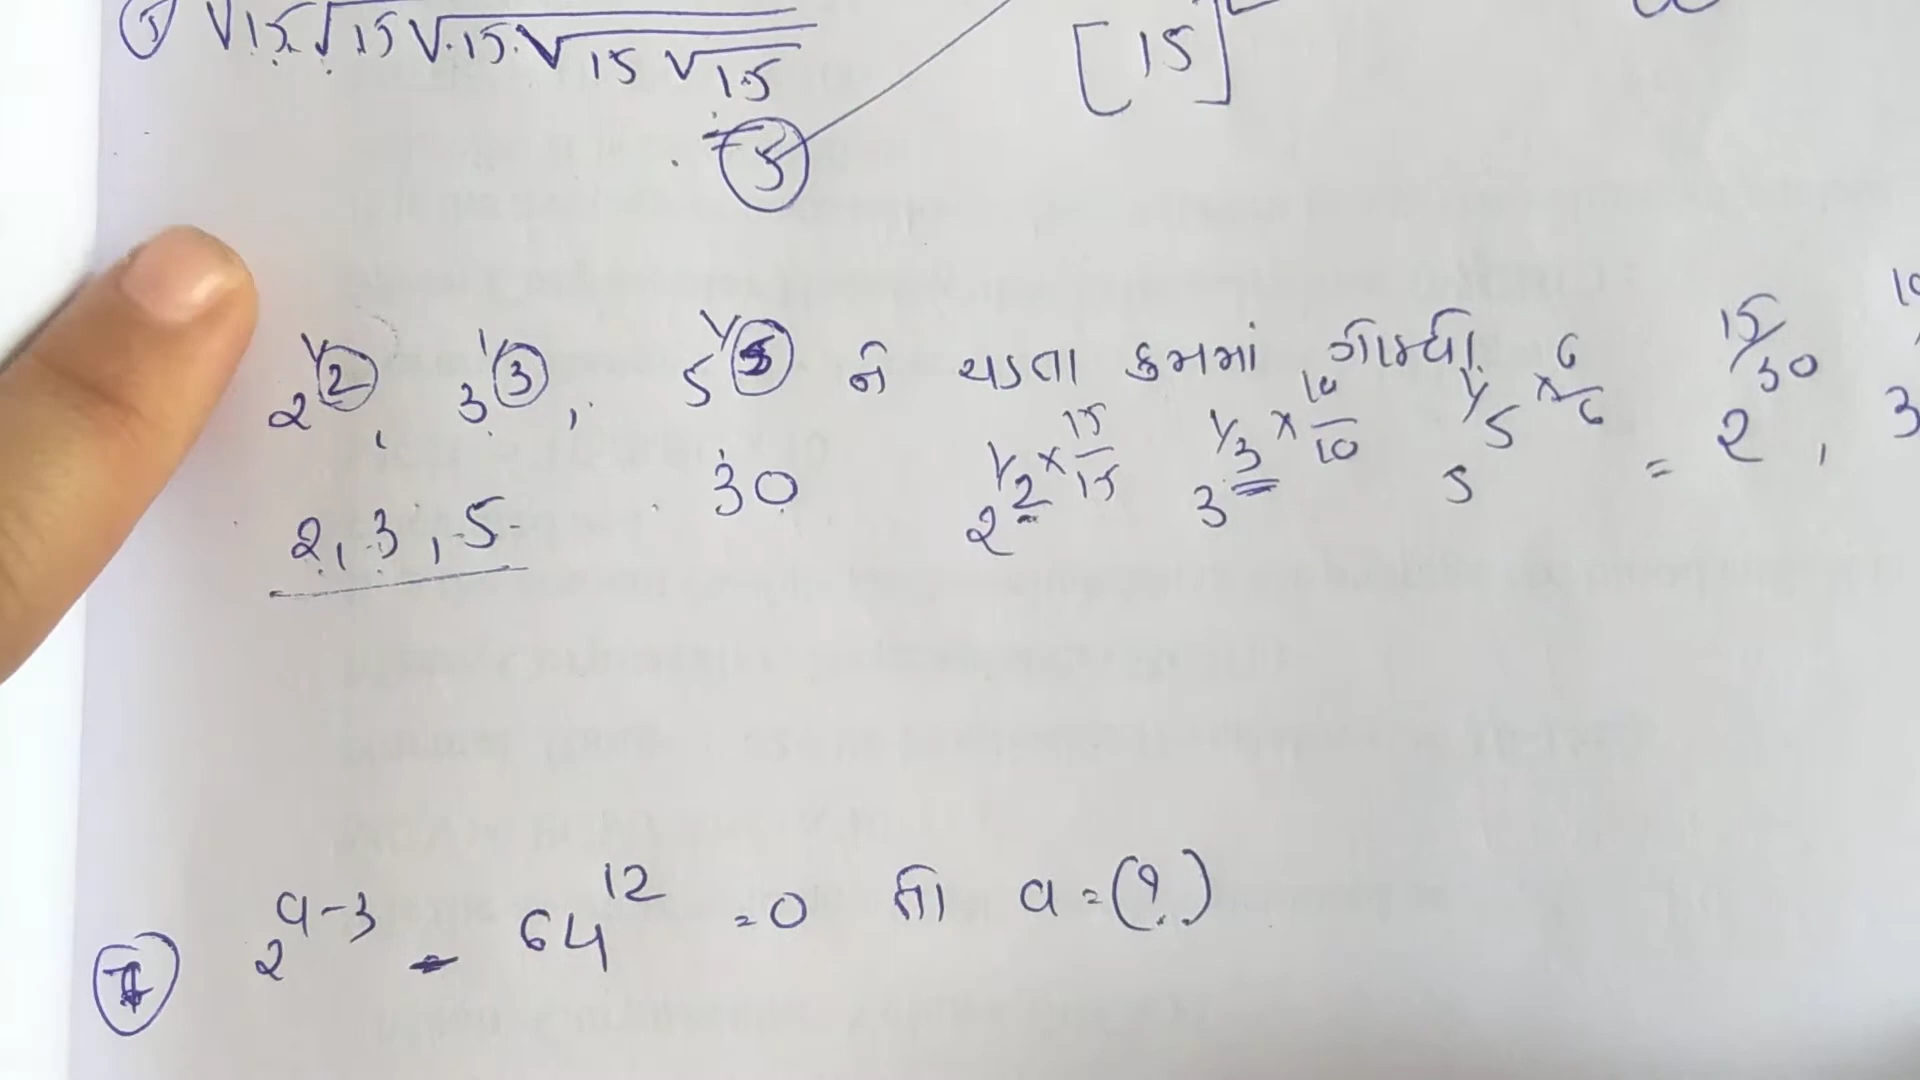 √15√15√15√15√15
[15]
5
2^1/2, 3^1/3, 5^1/5 ને ચડતા ક્રમમાં ગોઠવો.
2, 3, 5
30
2^1/2 × 15/15 3^1/3 × 10/10 5^1/5 × 6/6 = 2^15/30, 3
7 2^a-3 - 64^12 = 0 તો a = (?)